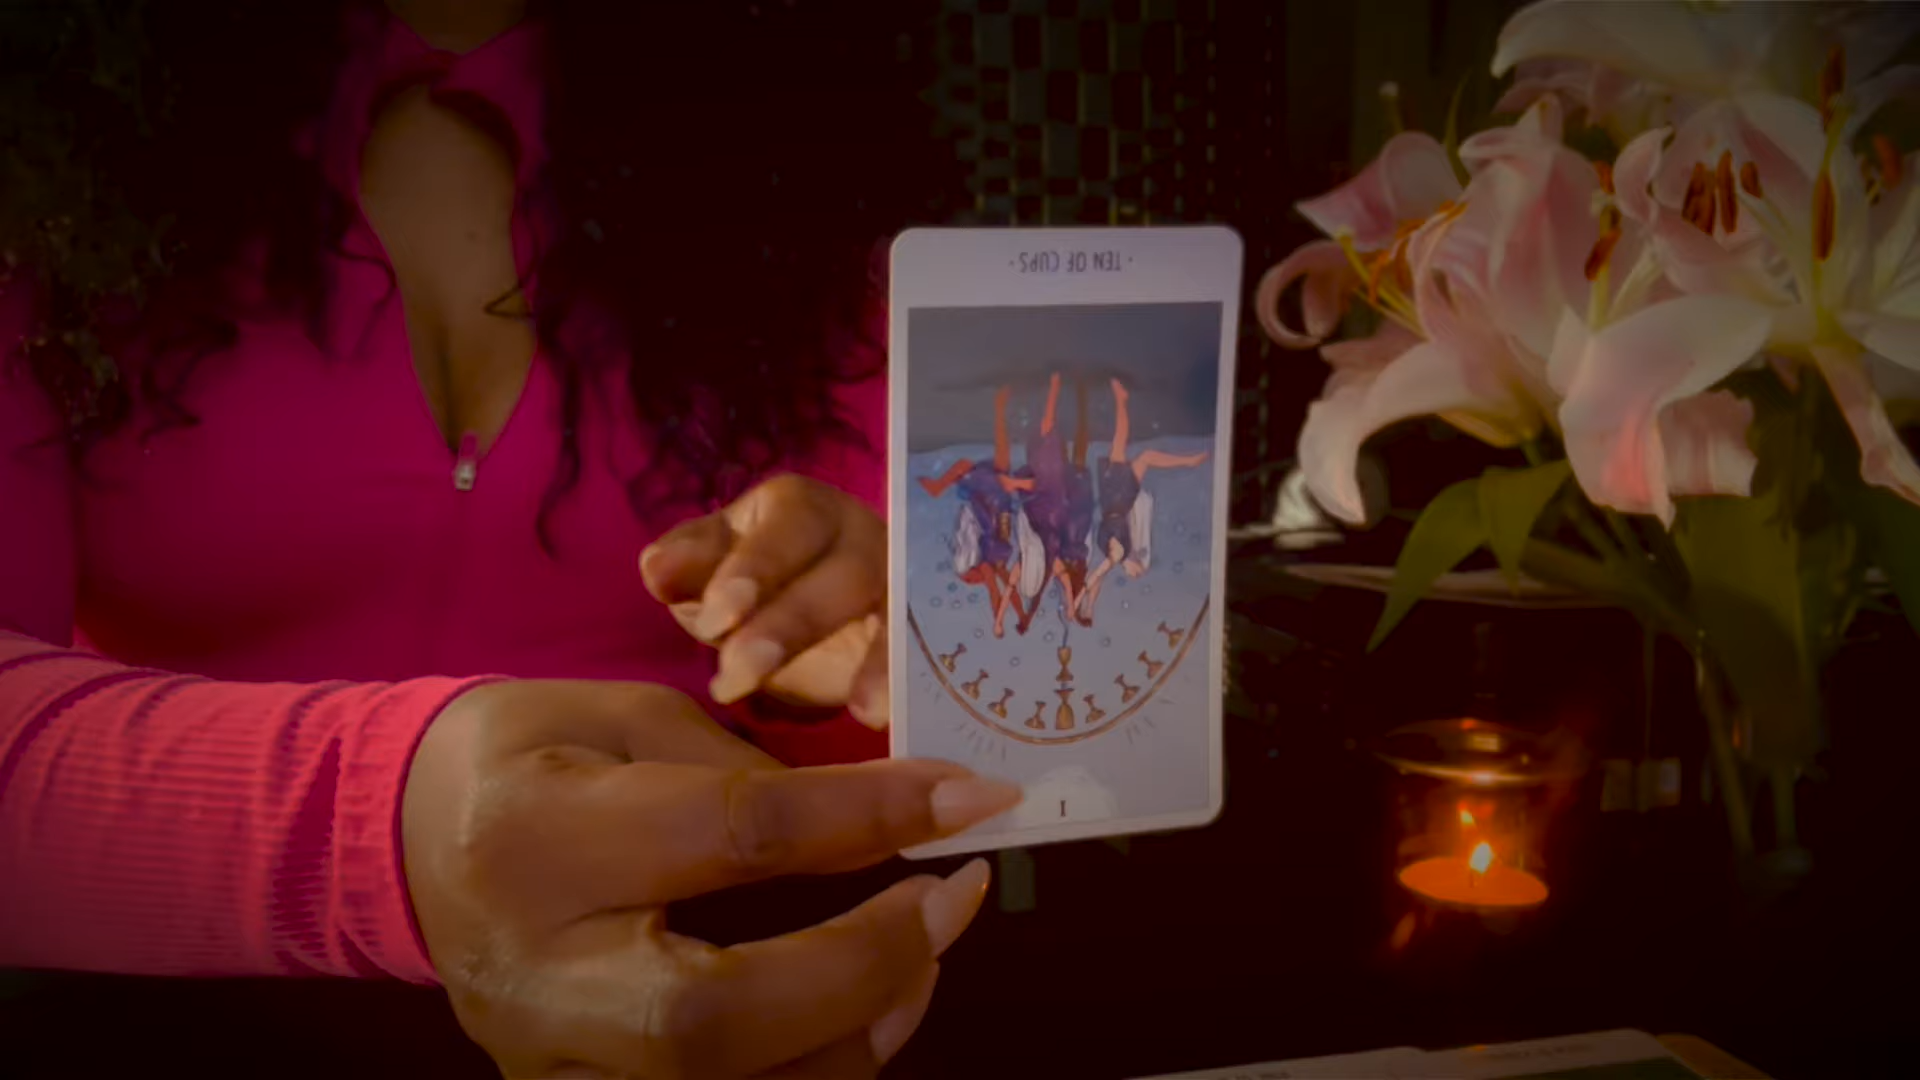 · TEN OF CUPS ·
I